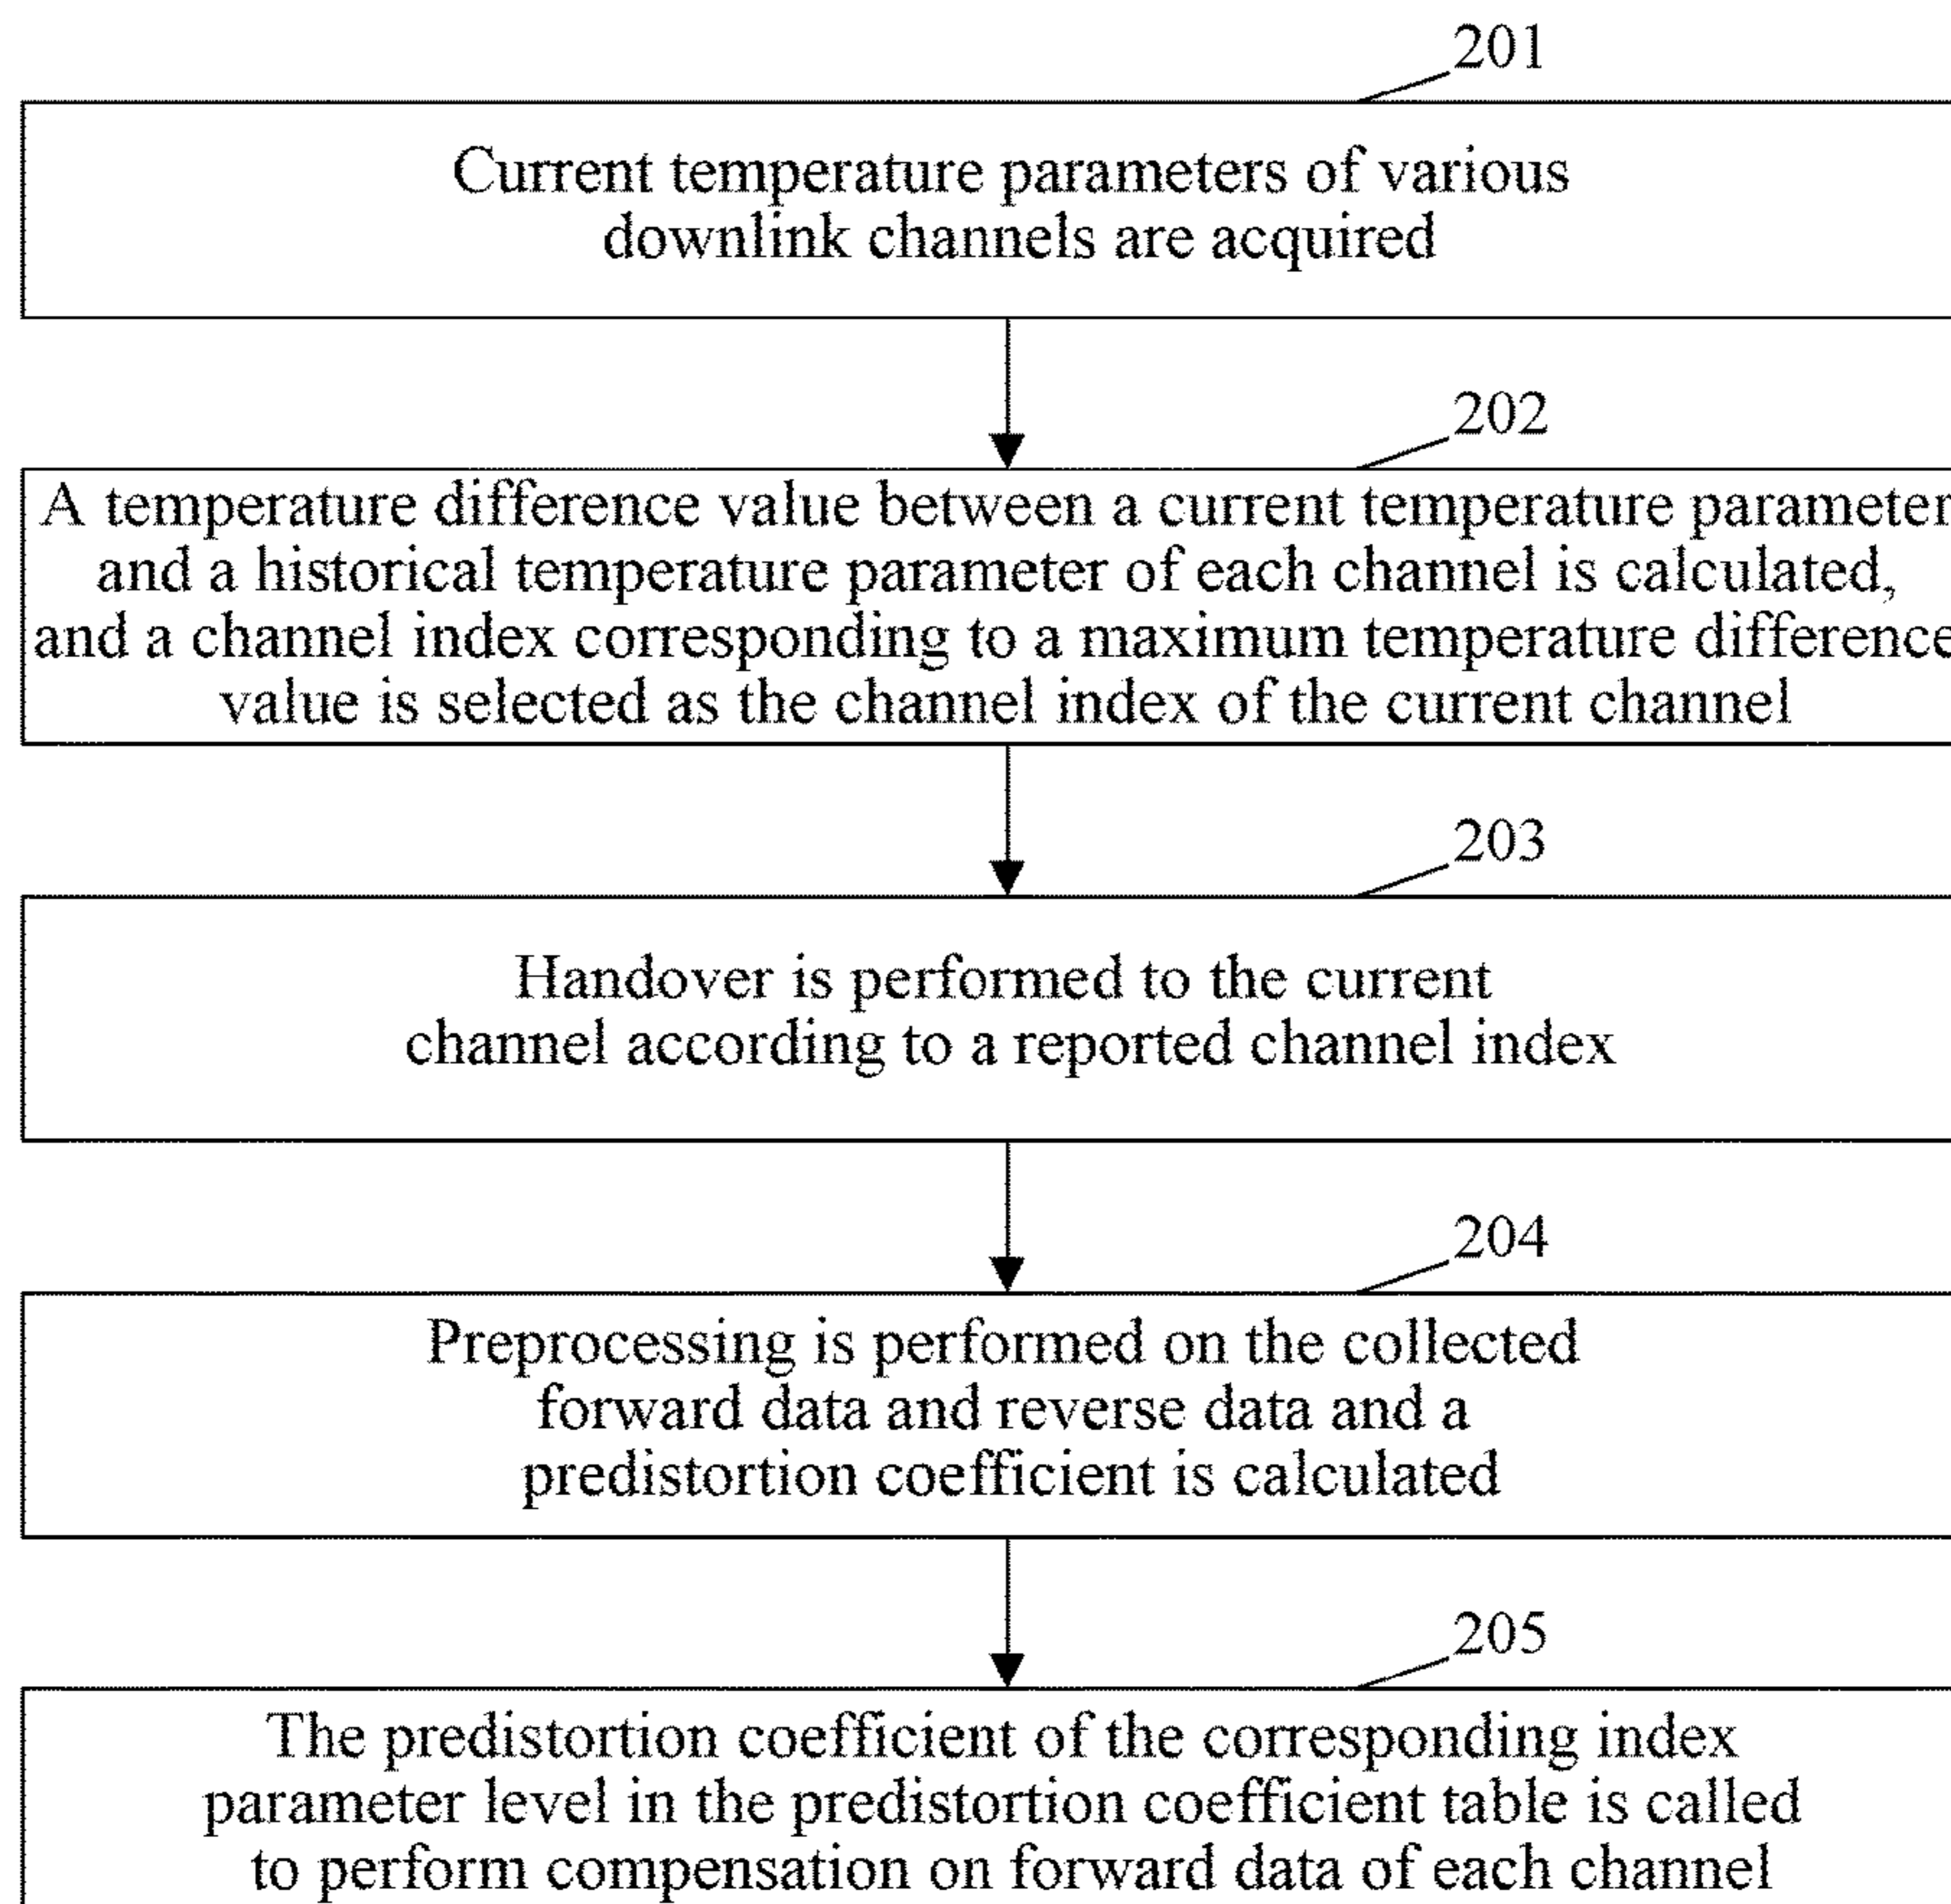 201
Current temperature parameters of various
downlink channels are acquired
202
A temperature difference value between a current temperature parameter
and a historical temperature parameter of each channel is calculated,
and a channel index corresponding to a maximum temperature difference
value is selected as the channel index of the current channel
203
Handover is performed to the current
channel according to a reported channel index
204
Preprocessing is performed on the collected
forward data and reverse data and a
predistortion coefficient is calculated
205
The predistortion coefficient of the corresponding index
parameter level in the predistortion coefficient table is called
to perform compensation on forward data of each channel